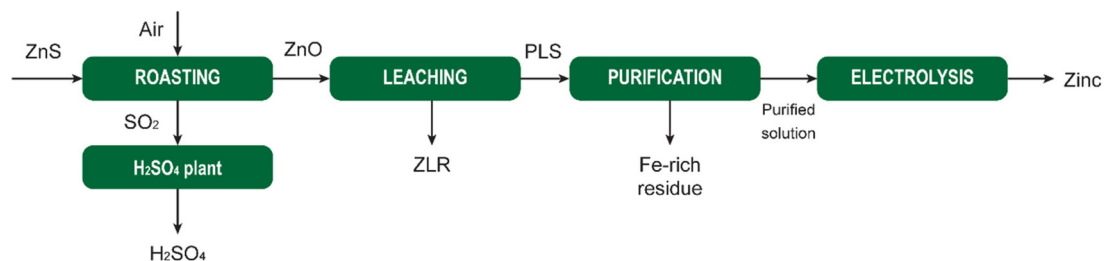 Air
ZnS
ZnO
PLS
ROASTING
LEACHING
PURIFICATION
ELECTROLYSIS
Zinc
SO₂
Purified
solution
H₂SO₄ plant
ZLR
Fe-rich
residue
H₂SO₄